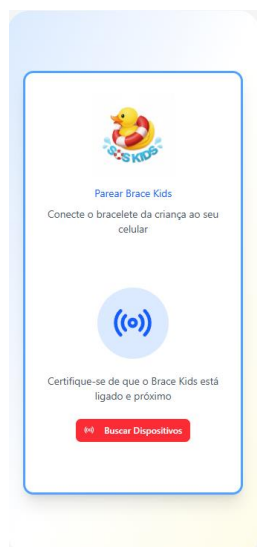 SOS KIDS
Parear Brace Kids
Conecte o bracelete da criança ao seu
celular
Certifique-se de que o Brace Kids está
ligado e próximo
Buscar Dispositivos